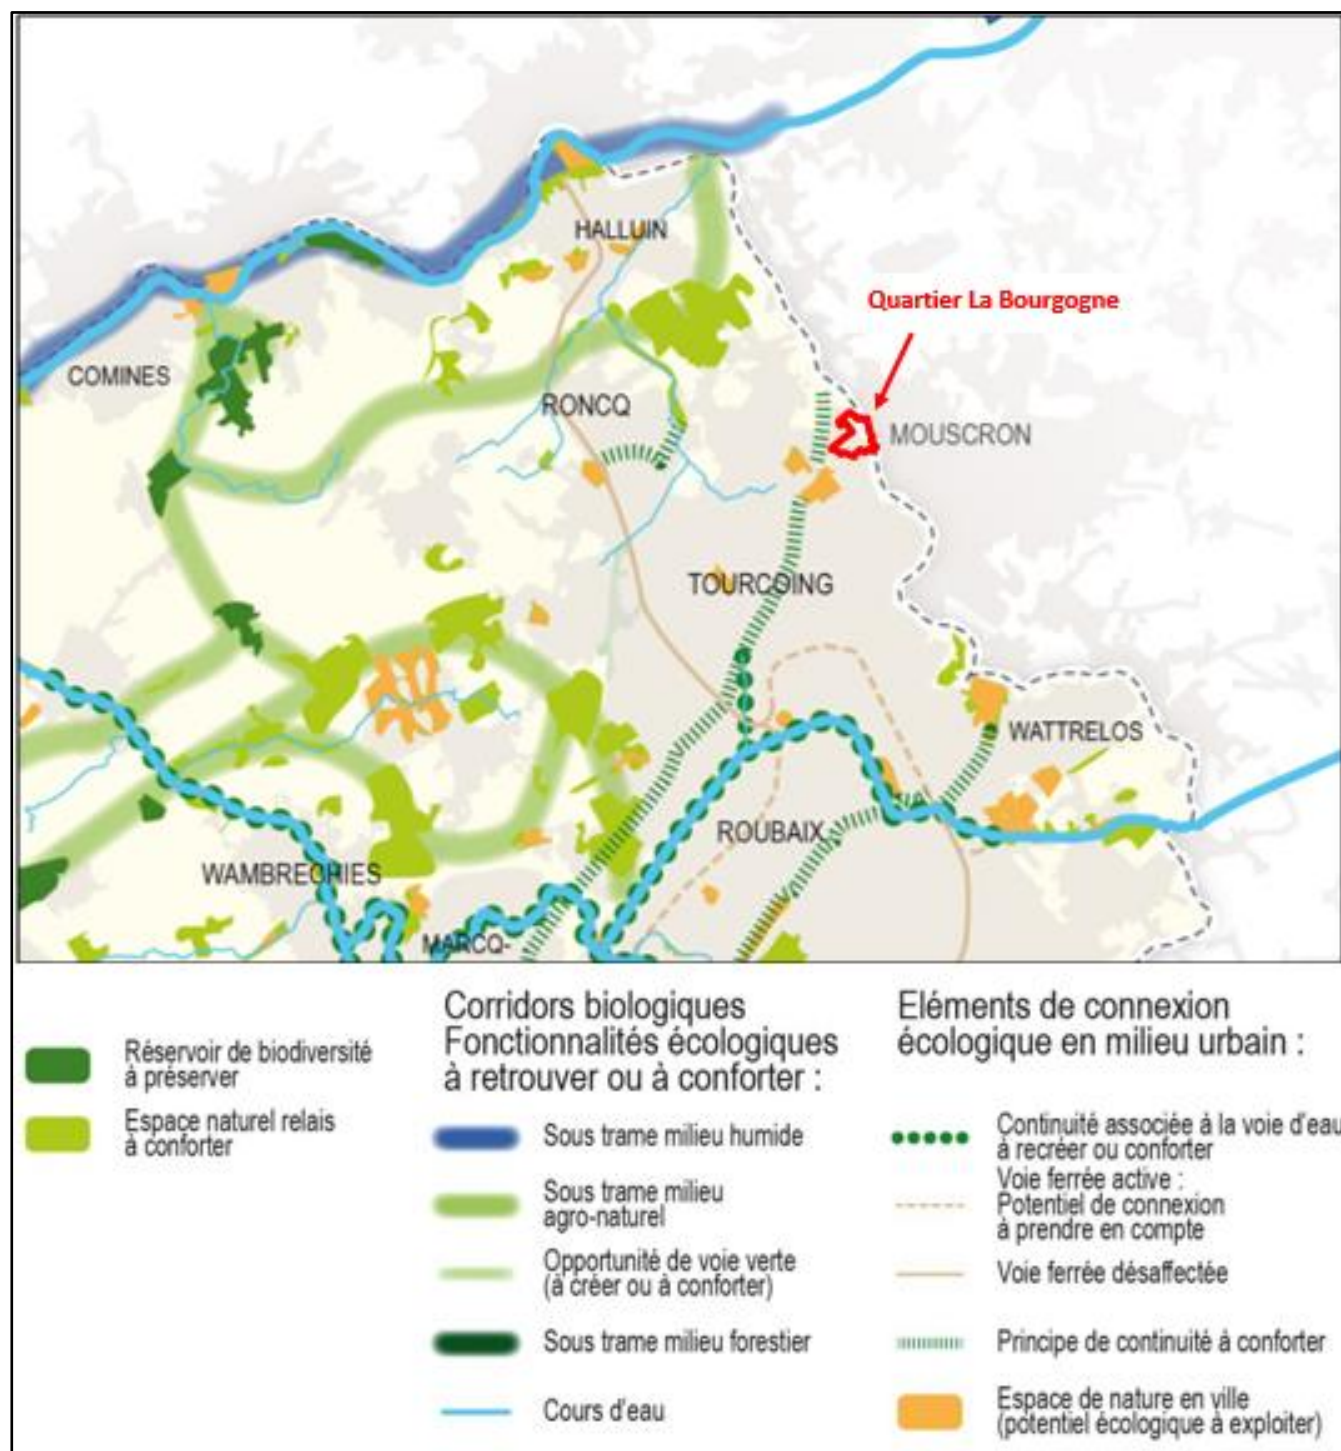 HALLUIN
Quartier La Bourgogne
COMINES
RONCQ
MOUSCRON
TOURCOING
WATTRELOS
ROUBAIX
WAMBRECHIES
MARCQ-
Réservoir de biodiversité
à préserver
Espace naturel relais
à conforter
Corridors biologiques
Fonctionnalités écologiques
à retrouver ou à conforter :
Sous trame milieu humide
Sous trame milieu
agro-naturel
Opportunité de voie verte
(à créer ou à conforter)
Sous trame milieu forestier
Cours d'eau
Eléments de connexion
écologique en milieu urbain :
Continuité associée à la voie d'eau
à recréer ou conforter
Voie ferrée active :
Potentiel de connexion
à prendre en compte
Voie ferrée désaffectée
Principe de continuité à conforter
Espace de nature en ville
(potentiel écologique à exploiter)